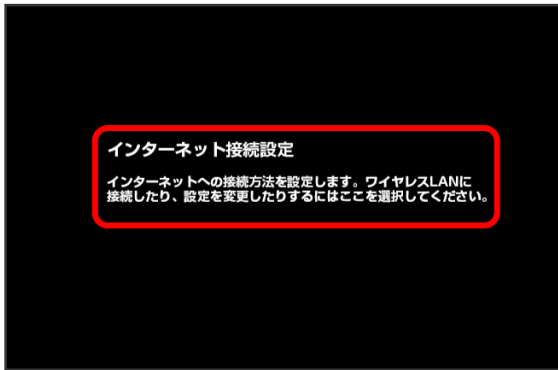 インターネット接続設定
インターネットへの接続方法を設定します。ワイヤレスLANに
接続したり、設定を変更したりするにはここを選択してください。